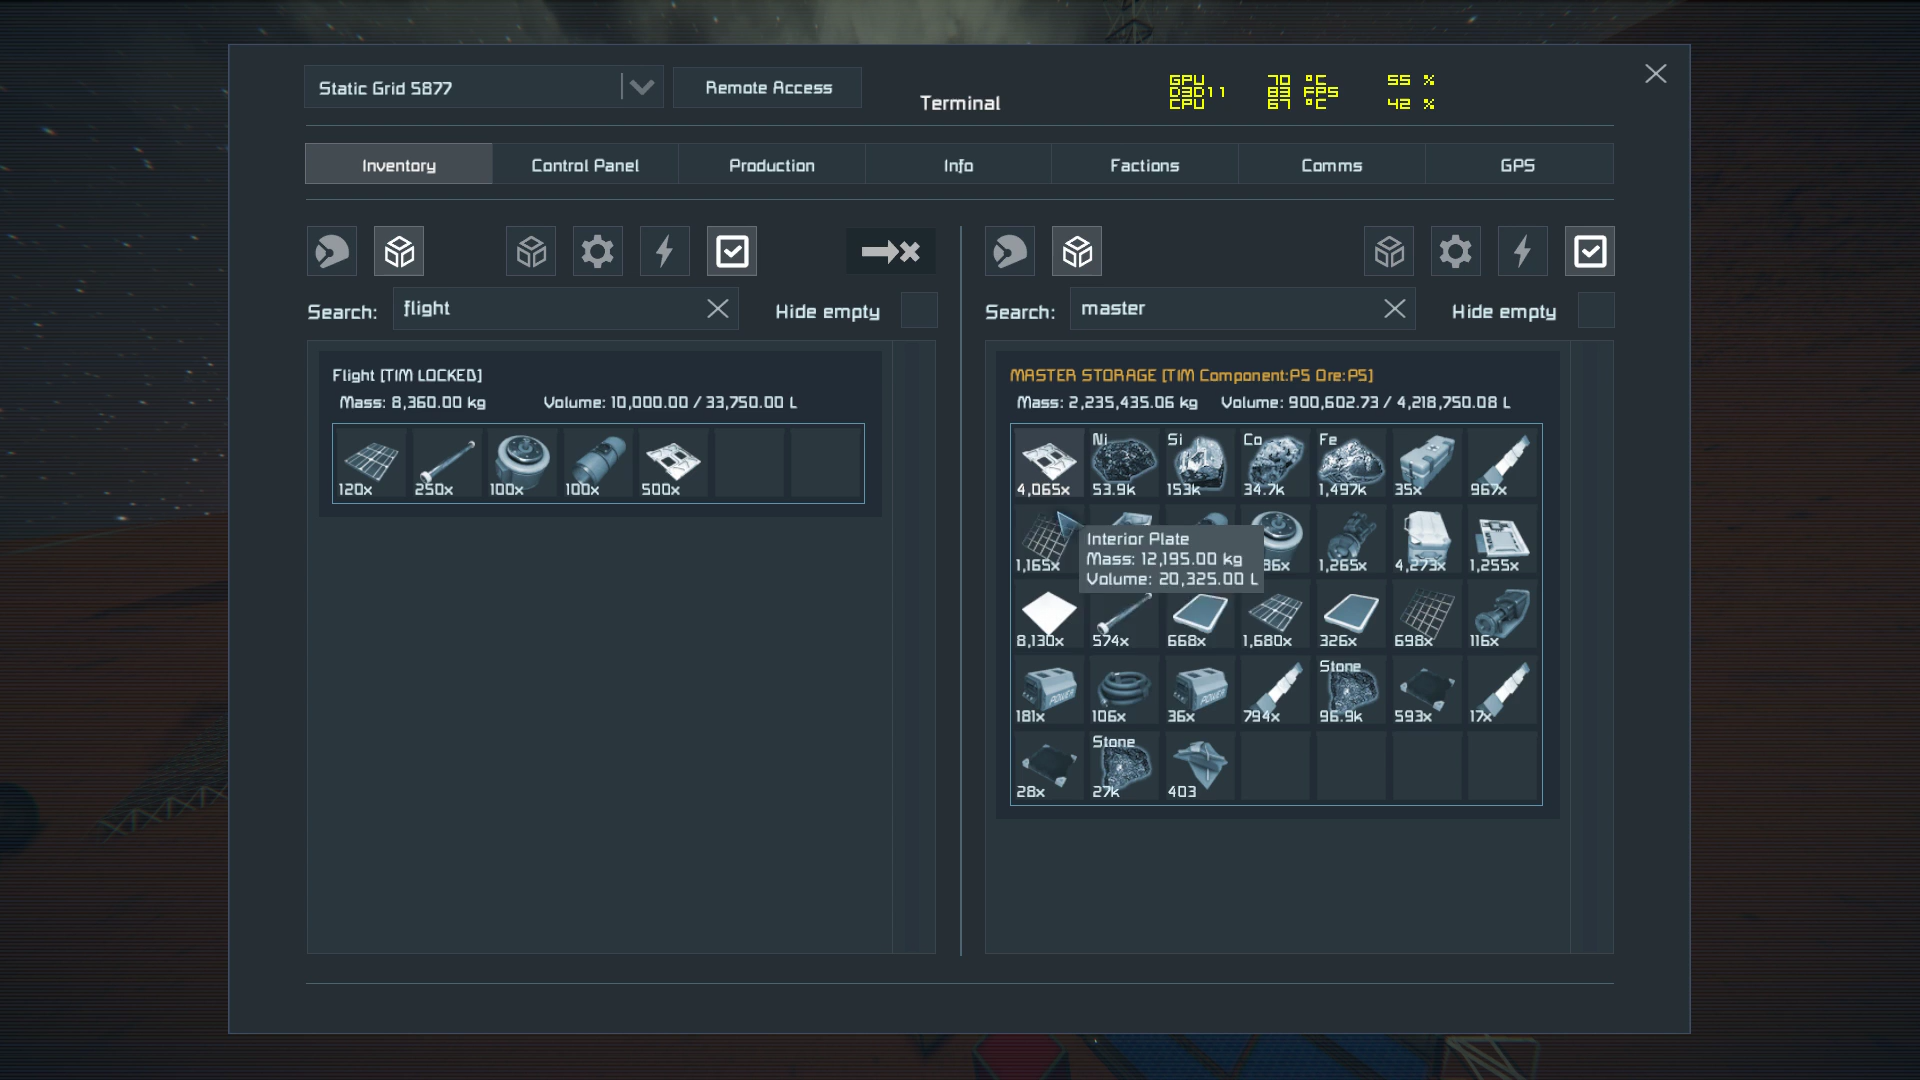 Static Grid 5877
Remote Access
Terminal
GPU 70 °C 55 %
D3D11 83 FPS
CPU 67 °C 42 %
Inventory Control Panel Production Info Factions Comms GPS
Search: flight Hide empty
Flight [TIM LOCKED]
Mass: 8,360.00 kg Volume: 10,000.00 / 33,750.00 L
120x 250x 100x 100x 500x
Search: master Hide empty
MASTER STORAGE [TIM Component:P5 Ore:P5]
Mass: 2,235,435.06 kg Volume: 900,602.73 / 4,218,750.08 L
Ni Si Co Fe
4,065x 53.9k 153k 34.7k 1,497k 35x 967x
Interior Plate
Mass: 12,195.00 kg
Volume: 20,325.00 L
1,165x 1,265x 4,273x 1,255x
8,130x 574x 668x 1,680x 326x 698x 116x
Stone
181x 106x 36x 794x 96.9k 593x 17x
Stone
28x 27k 403